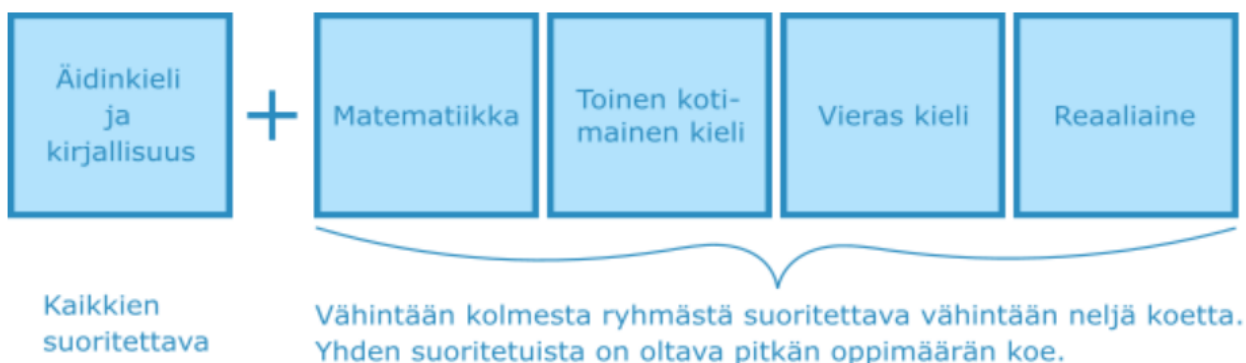 Äidinkieli
ja
kirjallisuus
+
Matematiikka
Toinen koti-
mainen kieli
Vieras kieli
Reaaliaine
Kaikkien
suoritettava
Vähintään kolmesta ryhmästä suoritettava vähintään neljä koetta.
Yhden suoritetuista on oltava pitkän oppimäärän koe.